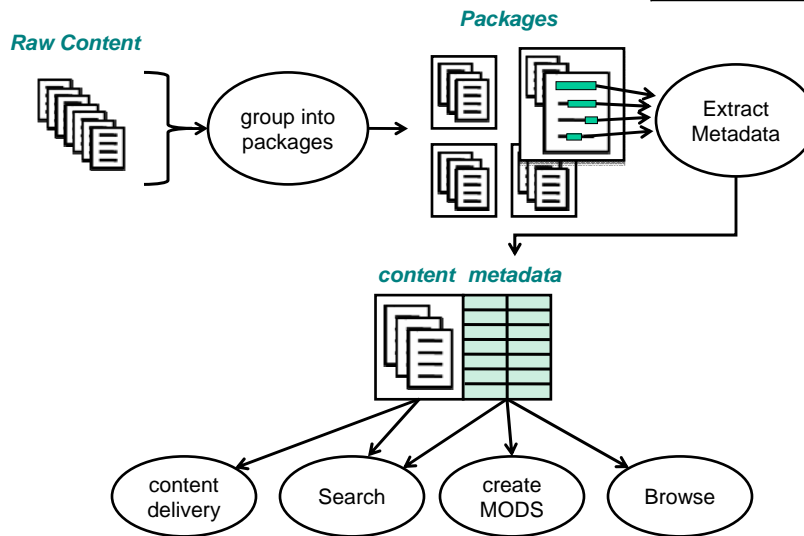 Packages
Raw Content
group into
packages
Extract
Metadata
content metadata
content
delivery
Search
create
MODS
Browse